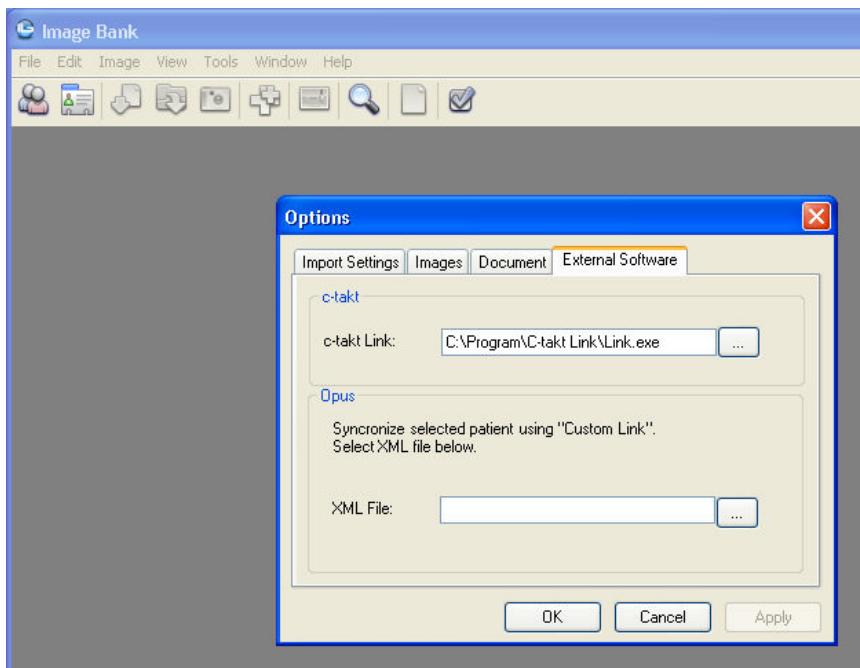 Image Bank
File Edit Image View Tools Window Help
Options
Import Settings Images Document External Software
c-takt
c-takt Link: C:\Program\C-takt Link\Link.exe ...
Opus
Syncronize selected patient using "Custom Link".
Select XML file below.
XML File: ...
OK Cancel Apply